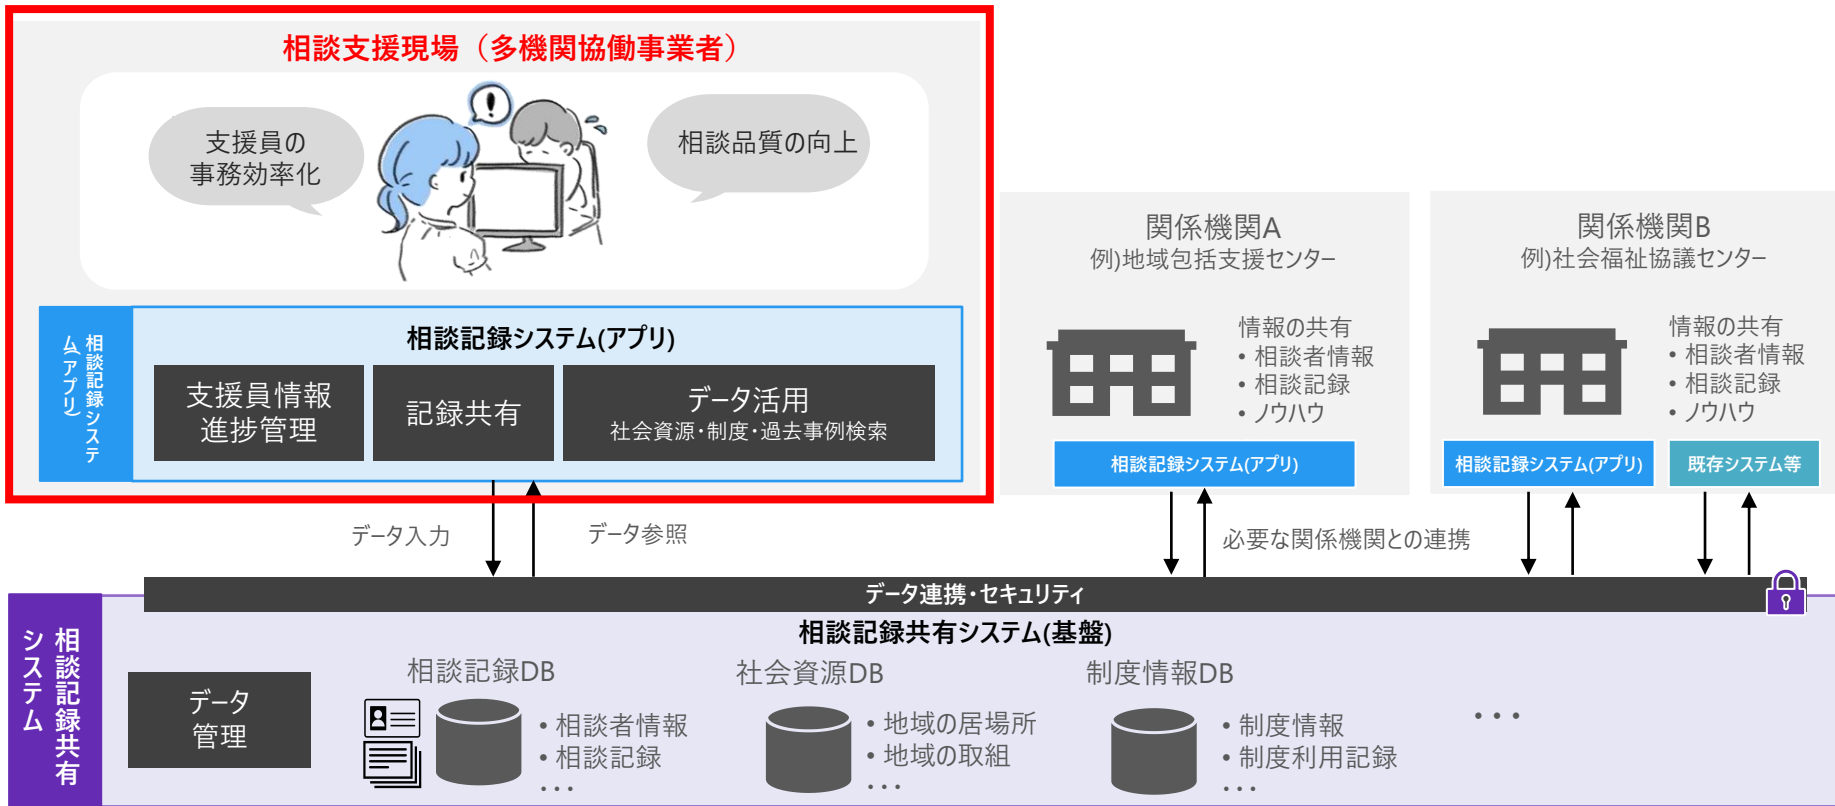 相談支援現場（多機関協働事業者）
支援員の
事務効率化
!
相談品質の向上
相談記録システム(アプリ)
相談記録システム(アプリ)
支援員情報
進捗管理
記録共有
データ活用
社会資源・制度・過去事例検索
関係機関A
例)地域包括支援センター
情報の共有
• 相談者情報
• 相談記録
• ノウハウ
相談記録システム(アプリ)
関係機関B
例)社会福祉協議センター
情報の共有
• 相談者情報
• 相談記録
• ノウハウ
相談記録システム(アプリ)
既存システム等
データ入力
データ参照
必要な関係機関との連携
データ連携・セキュリティ
相談記録共有
システム
相談記録共有システム(基盤)
データ
管理
相談記録DB
• 相談者情報
• 相談記録
• • •
社会資源DB
• 地域の居場所
• 地域の取組
• • •
制度情報DB
• 制度情報
• 制度利用記録
• • •
• • •